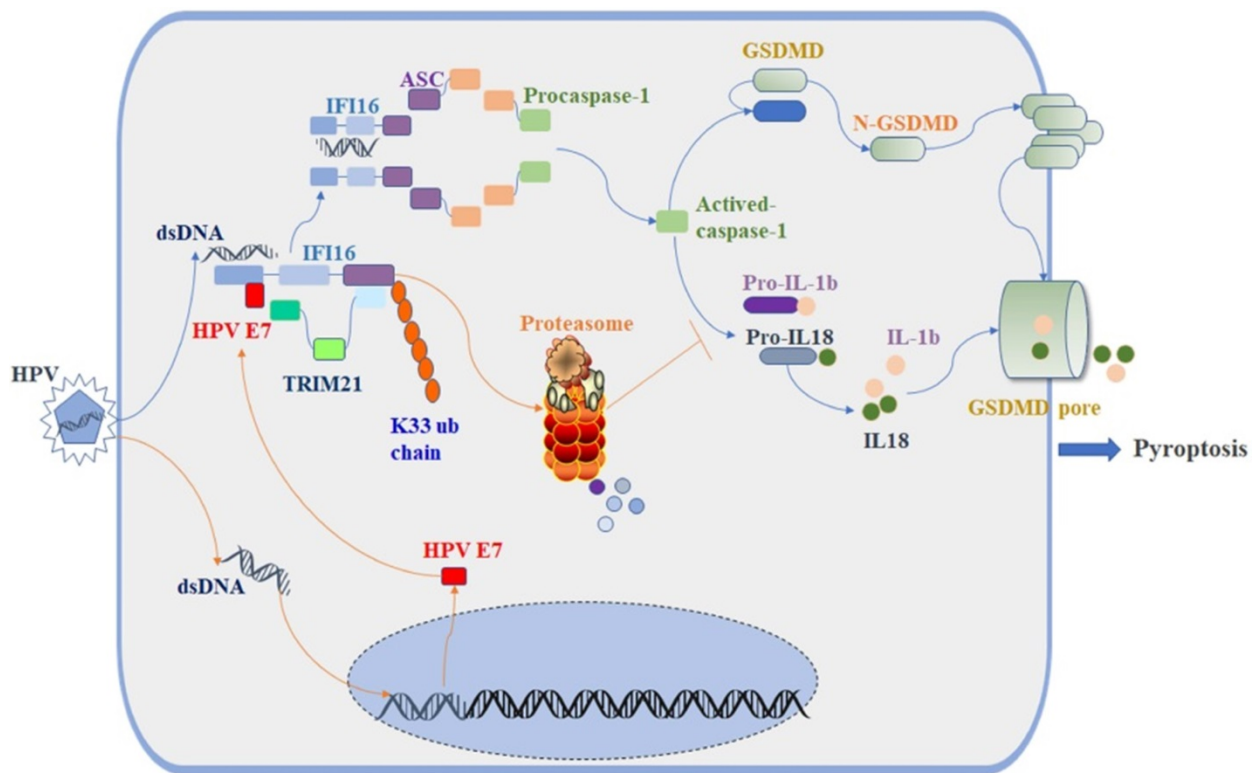 GSDMD
ASC
Procaspase-1
IFI16
N-GSDMD
Actived-
caspase-1
dsDNA
IFI16
Pro-IL-1b
HPV E7
Proteasome
Pro-IL18
IL-1b
TRIM21
HPV
GSDMD pore
K33 ub
chain
IL18
Pyroptosis
HPV E7
dsDNA